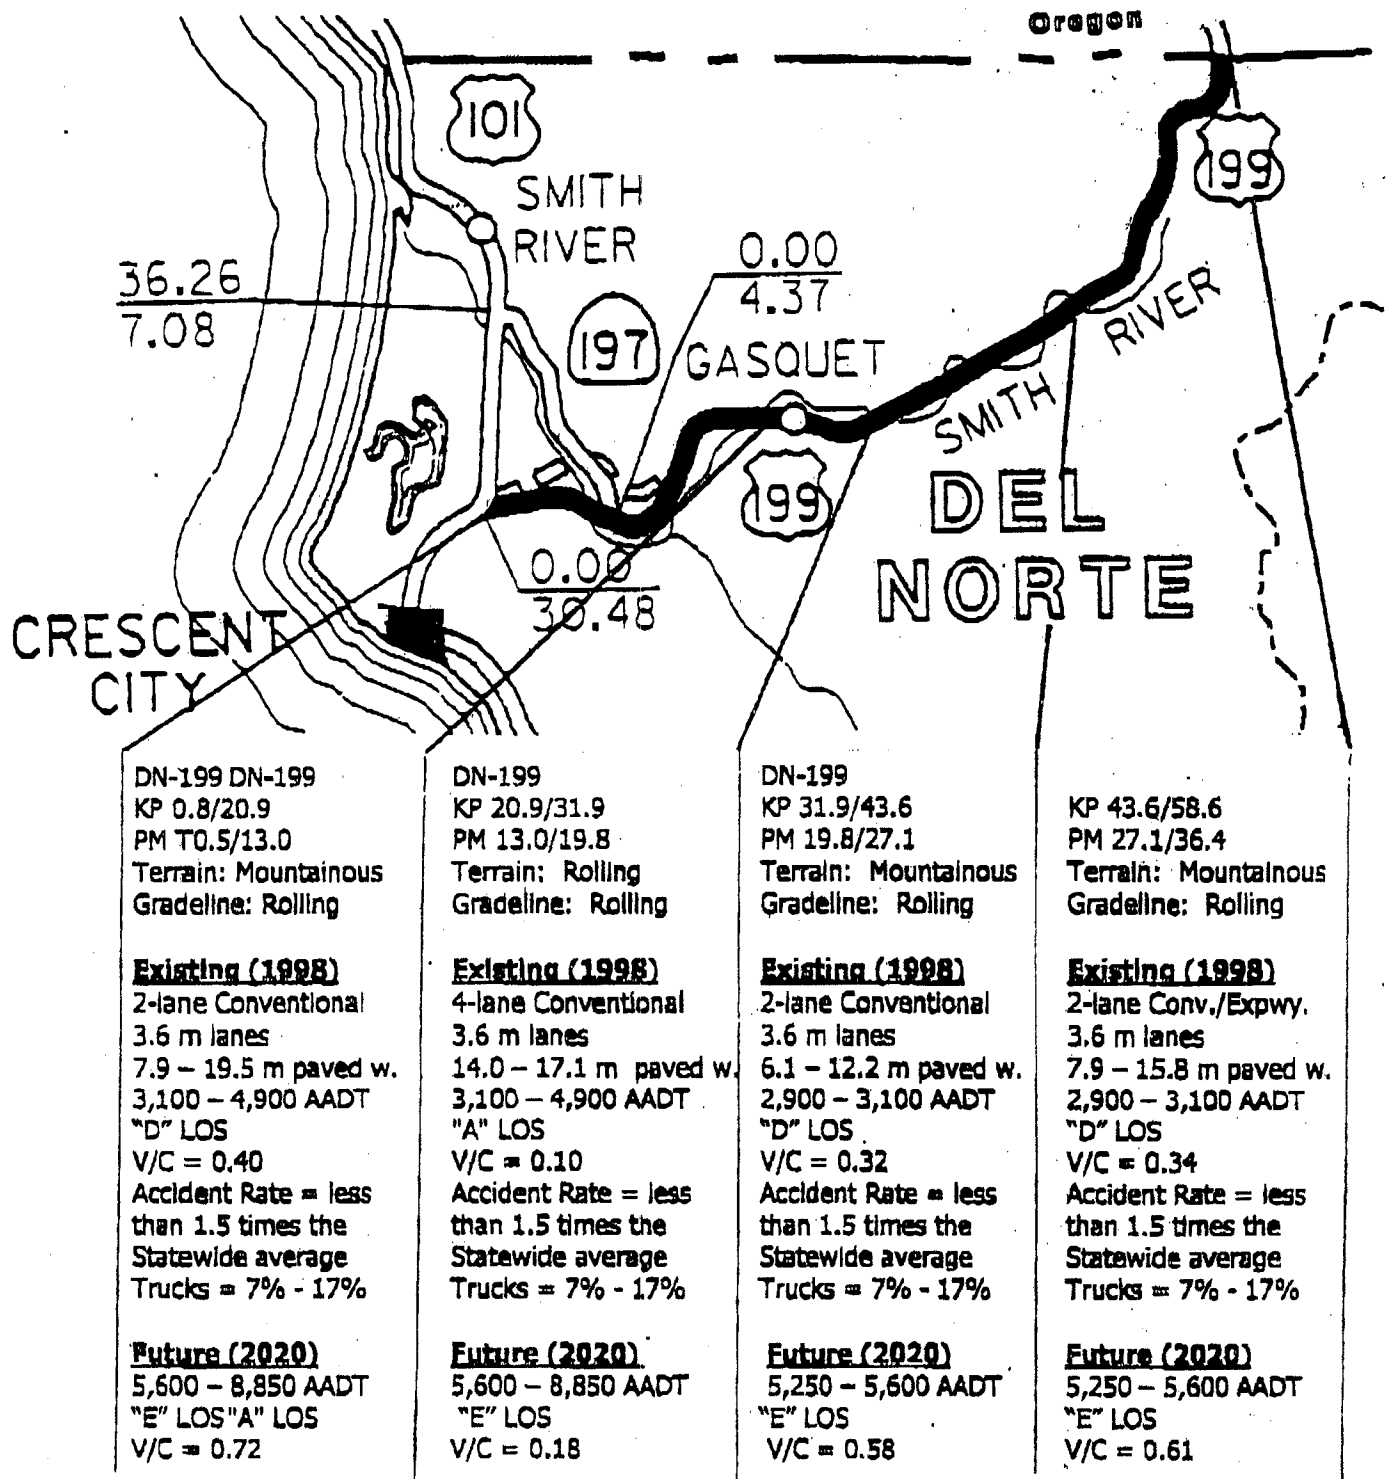 Oregon
101
SMITH
RIVER
199
36.26
7.08
0.00
4.37
197
GASQUET
RIVER
SMITH
199
DEL
NORTE
0.00
30.48
CRESCENT
CITY
DN-199 DN-199
KP 0.8/20.9
PM T0.5/13.0
Terrain: Mountainous
Gradeline: Rolling
Existing (1998)
2-lane Conventional
3.6 m lanes
7.9 – 19.5 m paved w.
3,100 – 4,900 AADT
"D" LOS
V/C = 0.40
Accident Rate = less
than 1.5 times the
Statewide average
Trucks = 7% - 17%
Future (2020)
5,600 – 8,850 AADT
"E" LOS"A" LOS
V/C = 0.72
DN-199
KP 20.9/31.9
PM 13.0/19.8
Terrain: Rolling
Gradeline: Rolling
Existing (1998)
4-lane Conventional
3.6 m lanes
14.0 – 17.1 m paved w.
3,100 – 4,900 AADT
"A" LOS
V/C = 0.10
Accident Rate = less
than 1.5 times the
Statewide average
Trucks = 7% - 17%
Future (2020)
5,600 – 8,850 AADT
"E" LOS
V/C = 0.18
DN-199
KP 31.9/43.6
PM 19.8/27.1
Terrain: Mountainous
Gradeline: Rolling
Existing (1998)
2-lane Conventional
3.6 m lanes
6.1 – 12.2 m paved w.
2,900 – 3,100 AADT
"D" LOS
V/C = 0.32
Accident Rate = less
than 1.5 times the
Statewide average
Trucks = 7% - 17%
Future (2020)
5,250 – 5,600 AADT
"E" LOS
V/C = 0.58
KP 43.6/58.6
PM 27.1/36.4
Terrain: Mountainous
Gradeline: Rolling
Existing (1998)
2-lane Conv./Expwy.
3.6 m lanes
7.9 – 15.8 m paved w.
2,900 – 3,100 AADT
"D" LOS
V/C = 0.34
Accident Rate = less
than 1.5 times the
Statewide average
Trucks = 7% - 17%
Future (2020)
5,250 – 5,600 AADT
"E" LOS
V/C = 0.61